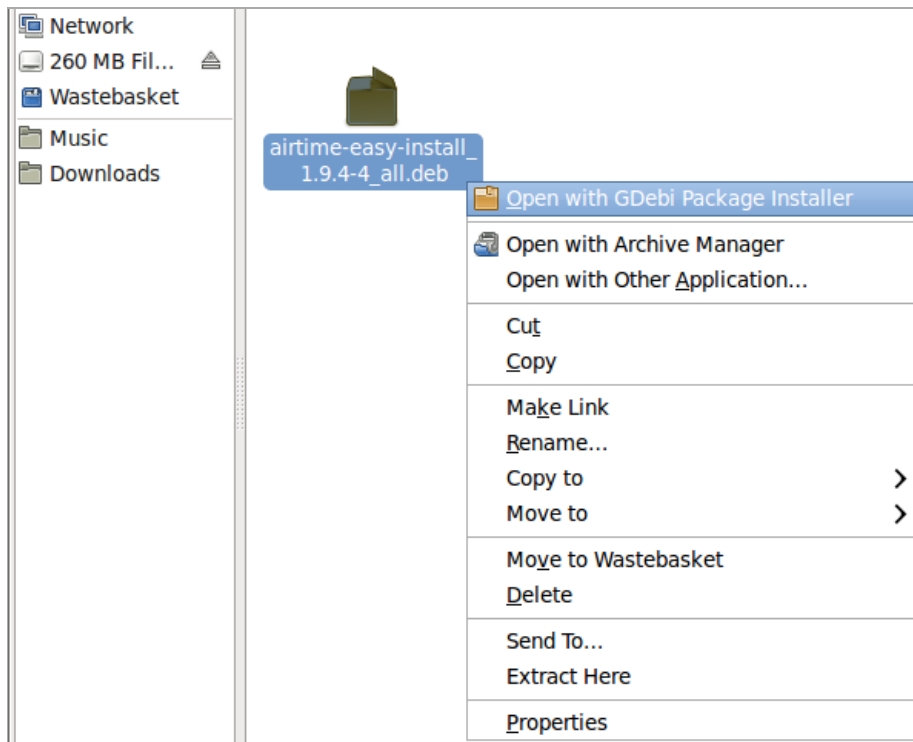 Network
260 MB Fil...
Wastebasket
Music
Downloads
airtime-easy-install_
1.9.4-4_all.deb
Open with GDebi Package Installer
Open with Archive Manager
Open with Other Application...
Cut
Copy
Make Link
Rename...
Copy to
Move to
Move to Wastebasket
Delete
Send To...
Extract Here
Properties